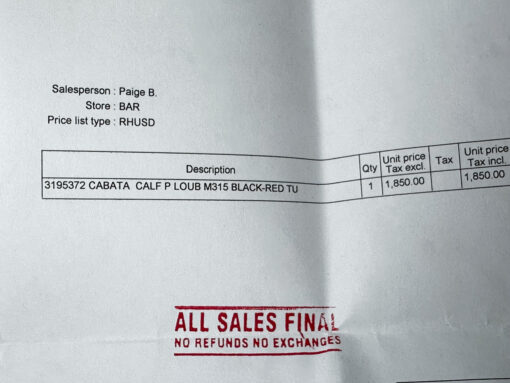 Salesperson : Paige B.
Store : BAR
Price list type : RHUSD
Description Qty Unit price Tax excl. Tax Unit price Tax incl.
3195372 CABATA CALF P LOUB M315 BLACK-RED TU 1 1,850.00 1,850.00
ALL SALES FINAL
NO REFUNDS NO EXCHANGES